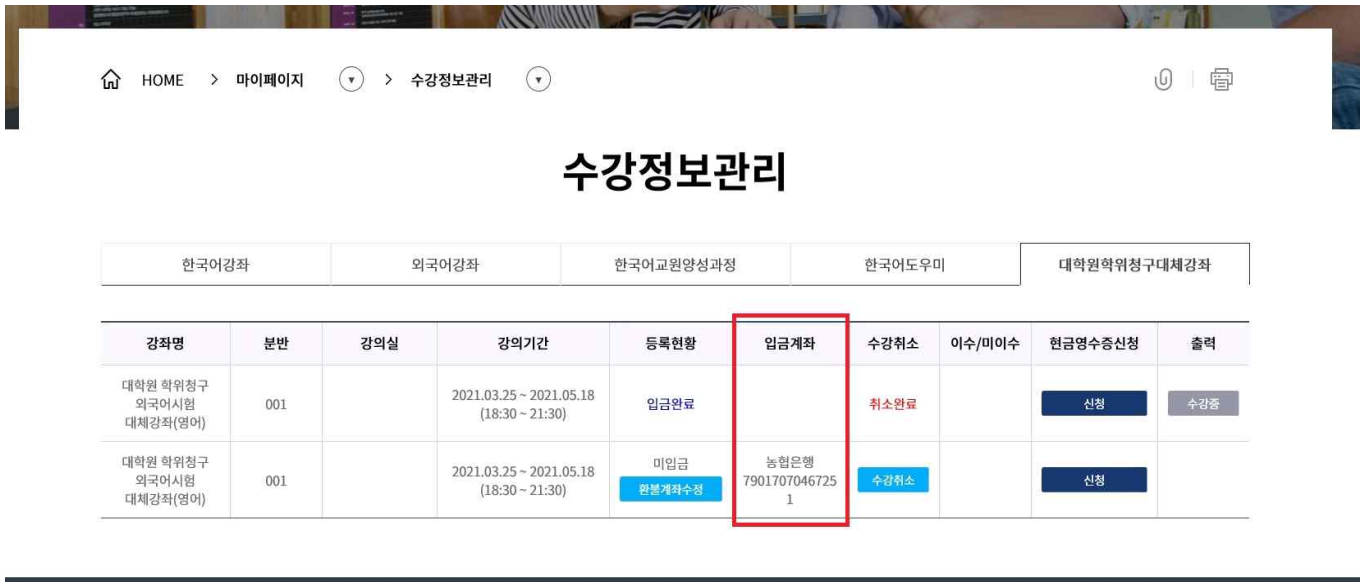 HOME > 마이페이지 > 수강정보관리
수강정보관리
한국어강좌 외국어강좌 한국어교원양성과정 한국어도우미 대학원학위청구대체강좌
강좌명 분반 강의실 강의기간 등록현황 입금계좌 수강취소 이수/미이수 현금영수증신청 출력
대학원 학위청구
외국어시험
대체강좌(영어)
001
2021.03.25 ~ 2021.05.18
(18:30 ~ 21:30)
입금완료
취소완료
신청
수강증
대학원 학위청구
외국어시험
대체강좌(영어)
001
2021.03.25 ~ 2021.05.18
(18:30 ~ 21:30)
미입금
환불계좌수정
농협은행
7901707046725
1
수강취소
신청